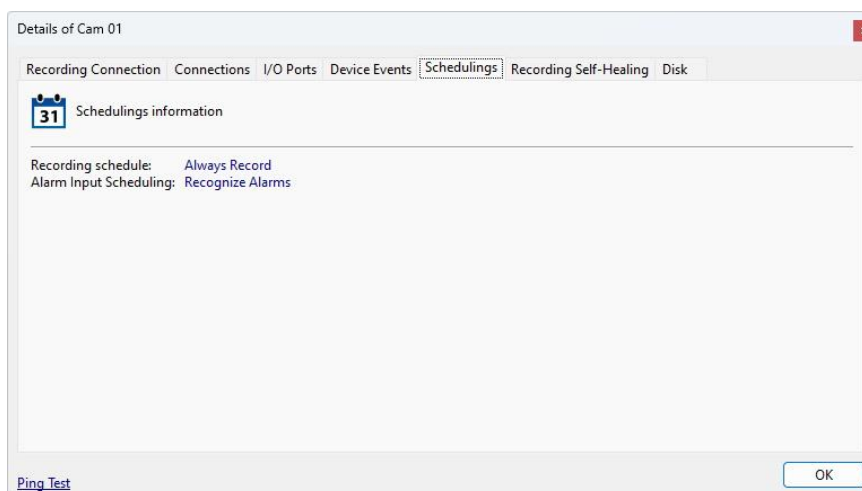 Details of Cam 01
Recording Connection Connections I/O Ports Device Events Schedulings Recording Self-Healing Disk
31 Schedulings information
Recording schedule: Always Record
Alarm Input Scheduling: Recognize Alarms
OK
Ping Test